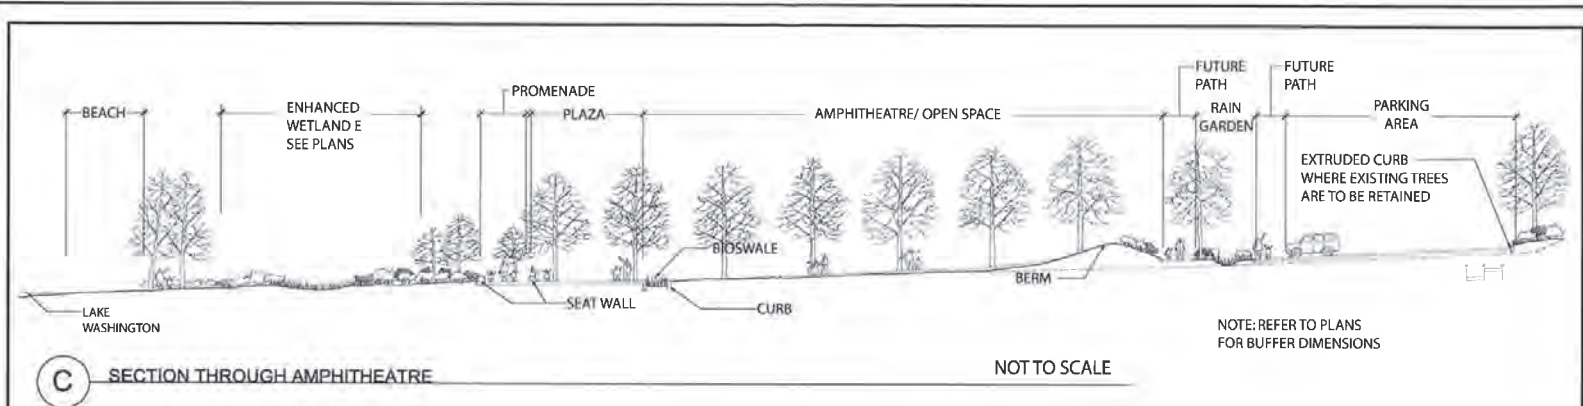 BEACH
ENHANCED
WETLAND E
SEE PLANS
PROMENADE
PLAZA
AMPHITHEATRE/ OPEN SPACE
FUTURE
PATH
RAIN
GARDEN
FUTURE
PATH
PARKING
AREA
EXTRUDED CURB
WHERE EXISTING TREES
ARE TO BE RETAINED
BIOSWALE
BERM
SEAT WALL
CURB
LAKE
WASHINGTON
NOTE: REFER TO PLANS
FOR BUFFER DIMENSIONS
C SECTION THROUGH AMPHITHEATRE
NOT TO SCALE